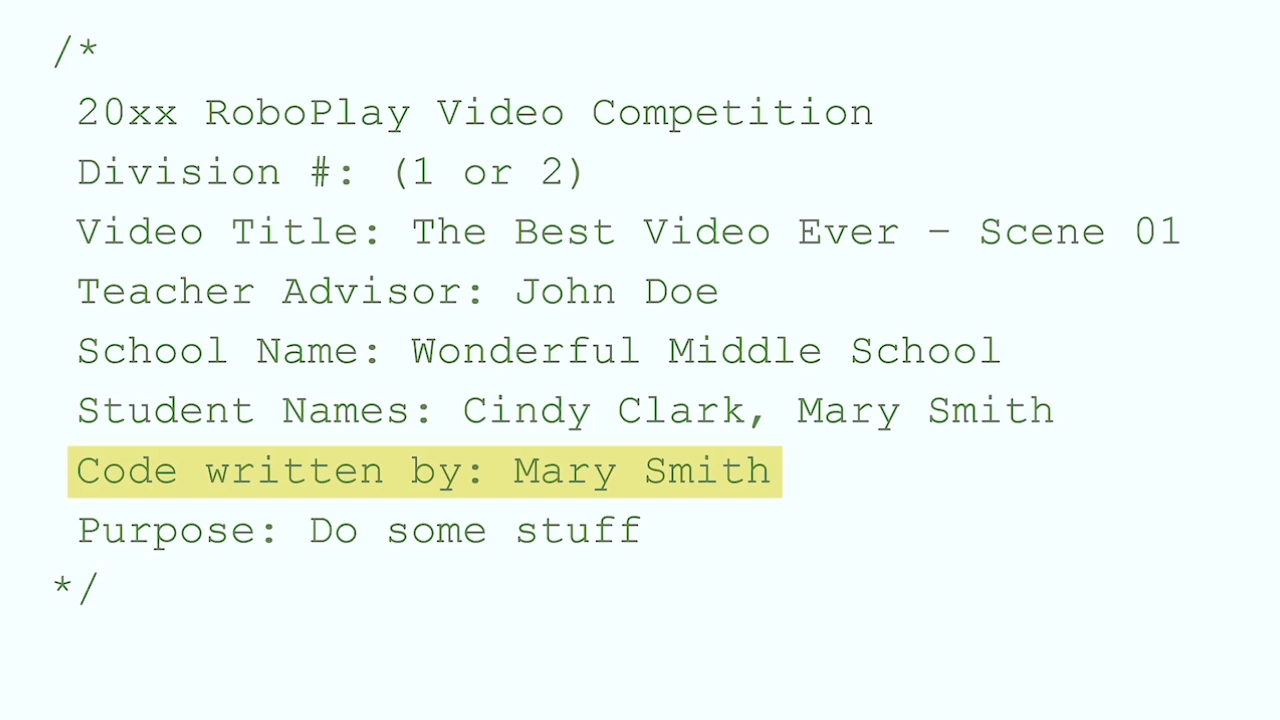 /*
20xx RoboPlay Video Competition
Division #: (1 or 2)
Video Title: The Best Video Ever – Scene 01
Teacher Advisor: John Doe
School Name: Wonderful Middle School
Student Names: Cindy Clark, Mary Smith
Code written by: Mary Smith
Purpose: Do some stuff
*/